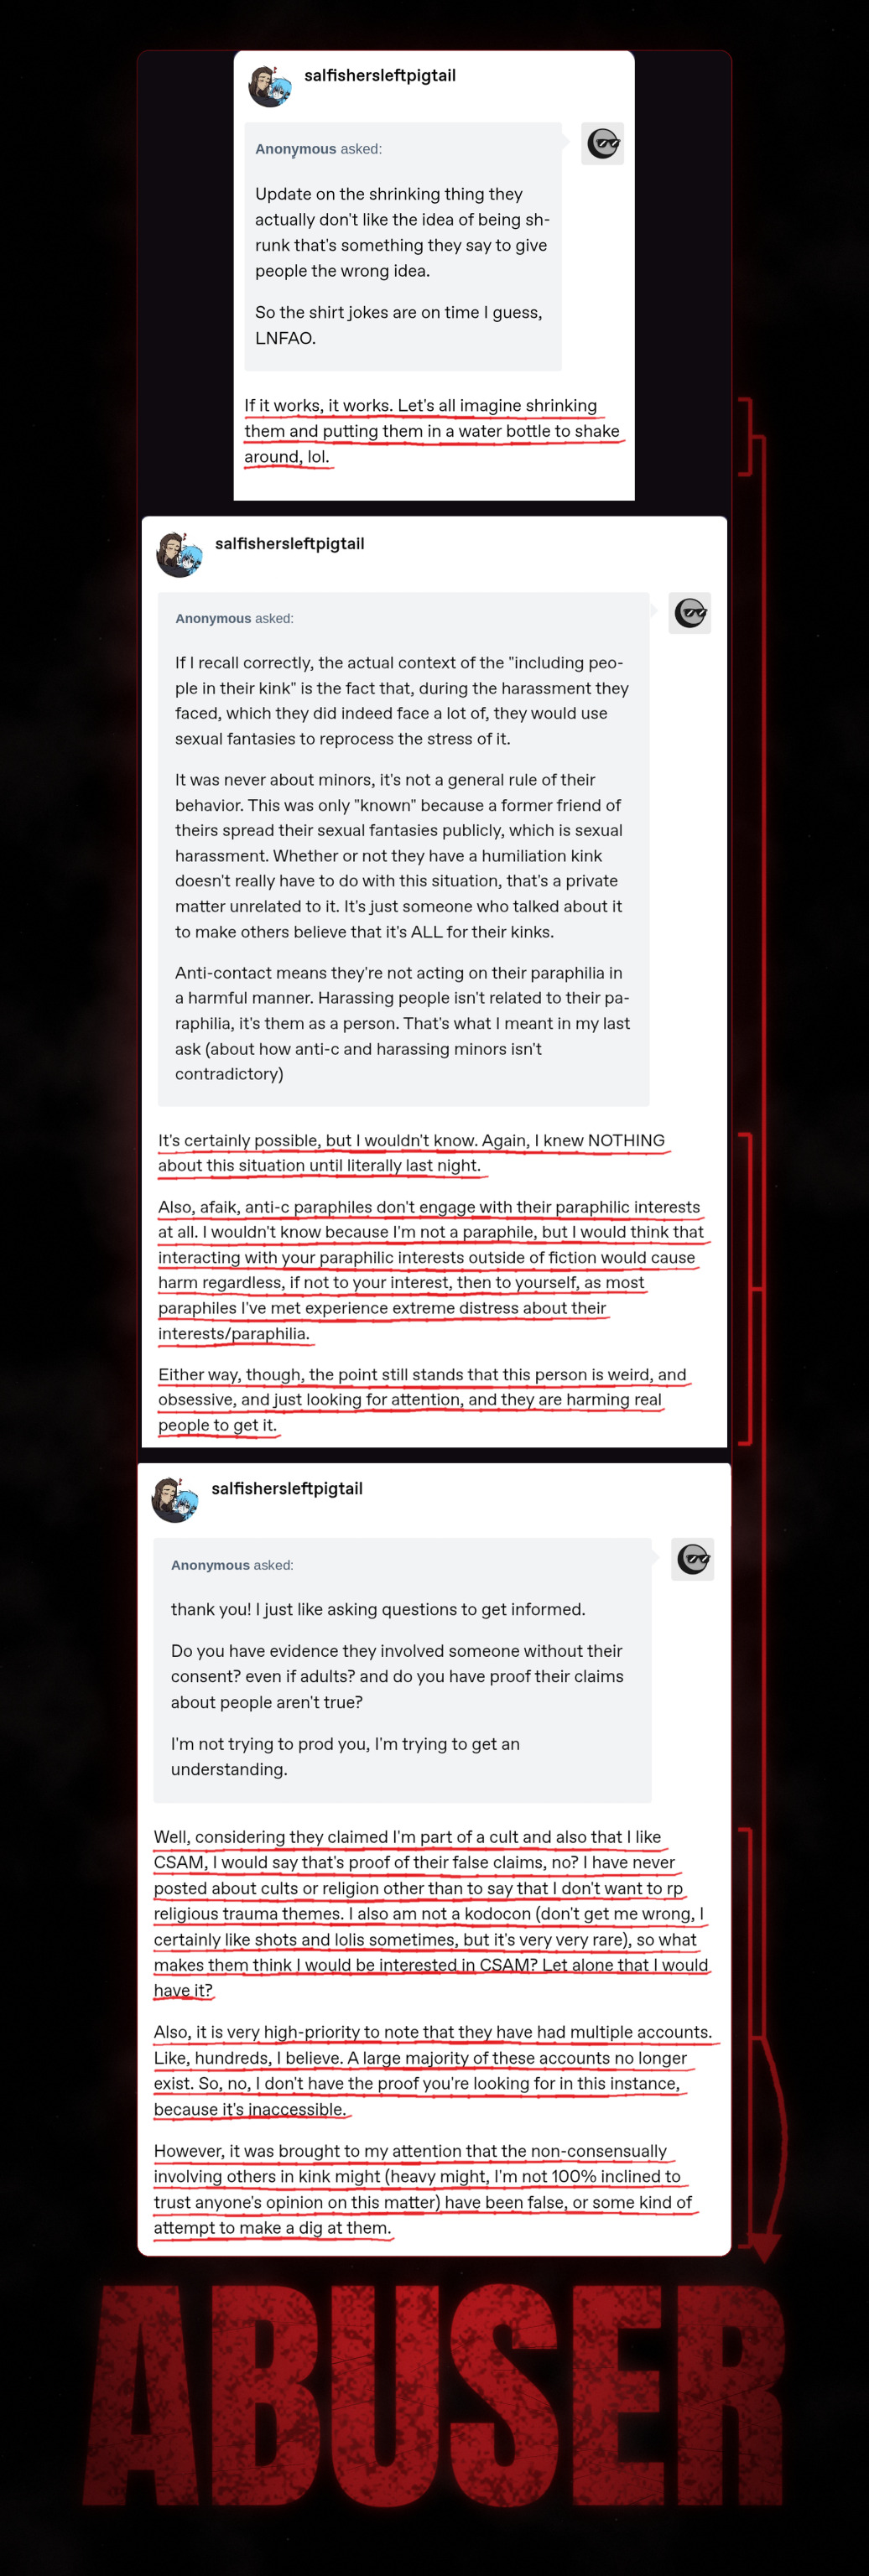 salfishersleftpigtail
Anonymous asked:
Update on the shrinking thing they
actually don't like the idea of being sh-
runk that's something they say to give
people the wrong idea.
So the shirt jokes are on time I guess,
LNFAO.
If it works, it works. Let's all imagine shrinking
them and putting them in a water bottle to shake
around, lol.
salfishersleftpigtail
Anonymous asked:
If I recall correctly, the actual context of the "including peo-
ple in their kink" is the fact that, during the harassment they
faced, which they did indeed face a lot of, they would use
sexual fantasies to reprocess the stress of it.
It was never about minors, it's not a general rule of their
behavior. This was only "known" because a former friend of
theirs spread their sexual fantasies publicly, which is sexual
harassment. Whether or not they have a humiliation kink
doesn't really have to do with this situation, that's a private
matter unrelated to it. It's just someone who talked about it
to make others believe that it's ALL for their kinks.
Anti-contact means they're not acting on their paraphilia in
a harmful manner. Harassing people isn't related to their pa-
raphilia, it's them as a person. That's what I meant in my last
ask (about how anti-c and harassing minors isn't
contradictory)
It's certainly possible, but I wouldn't know. Again, I knew NOTHING
about this situation until literally last night.
Also, afaik, anti-c paraphiles don't engage with their paraphilic interests
at all. I wouldn't know because I'm not a paraphile, but I would think that
interacting with your paraphilic interests outside of fiction would cause
harm regardless, if not to your interest, then to yourself, as most
paraphiles I've met experience extreme distress about their
interests/paraphilia.
Either way, though, the point still stands that this person is weird, and
obsessive, and just looking for attention, and they are harming real
people to get it.
salfishersleftpigtail
Anonymous asked:
thank you! I just like asking questions to get informed.
Do you have evidence they involved someone without their
consent? even if adults? and do you have proof their claims
about people aren't true?
I'm not trying to prod you, I'm trying to get an
understanding.
Well, considering they claimed I'm part of a cult and also that I like
CSAM, I would say that's proof of their false claims, no? I have never
posted about cults or religion other than to say that I don't want to rp
religious trauma themes. I also am not a kodocon (don't get me wrong, I
certainly like shots and lolis sometimes, but it's very very rare), so what
makes them think I would be interested in CSAM? Let alone that I would
have it?
Also, it is very high-priority to note that they have had multiple accounts.
Like, hundreds, I believe. A large majority of these accounts no longer
exist. So, no, I don't have the proof you're looking for in this instance,
because it's inaccessible.
However, it was brought to my attention that the non-consensually
involving others in kink might (heavy might, I'm not 100% inclined to
trust anyone's opinion on this matter) have been false, or some kind of
attempt to make a dig at them.
ABUSER